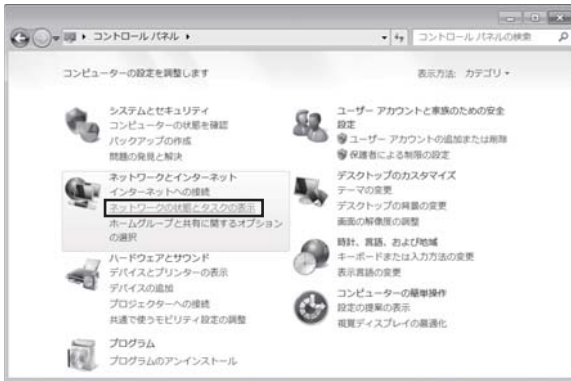 コントロール パネル
コントロール パネルの検索
コンピューターの設定を調整します
表示方法: カテゴリ
システムとセキュリティ
コンピューターの状態を確認
バックアップの作成
問題の発見と解決
ネットワークとインターネット
インターネットへの接続
ネットワークの状態とタスクの表示
ホームグループと共有に関するオプション
の選択
ハードウェアとサウンド
デバイスとプリンターの表示
デバイスの追加
プロジェクターへの接続
共通で使うモビリティ設定の調整
プログラム
プログラムのアンインストール
ユーザー アカウントと家族のための安全
設定
ユーザー アカウントの追加または削除
保護者による制限の設定
デスクトップのカスタマイズ
テーマの変更
デスクトップの背景の変更
画面の解像度の調整
時計、言語、および地域
キーボードまたは入力方法の変更
表示言語の変更
コンピューターの簡単操作
設定の提案の表示
視覚ディスプレイの最適化